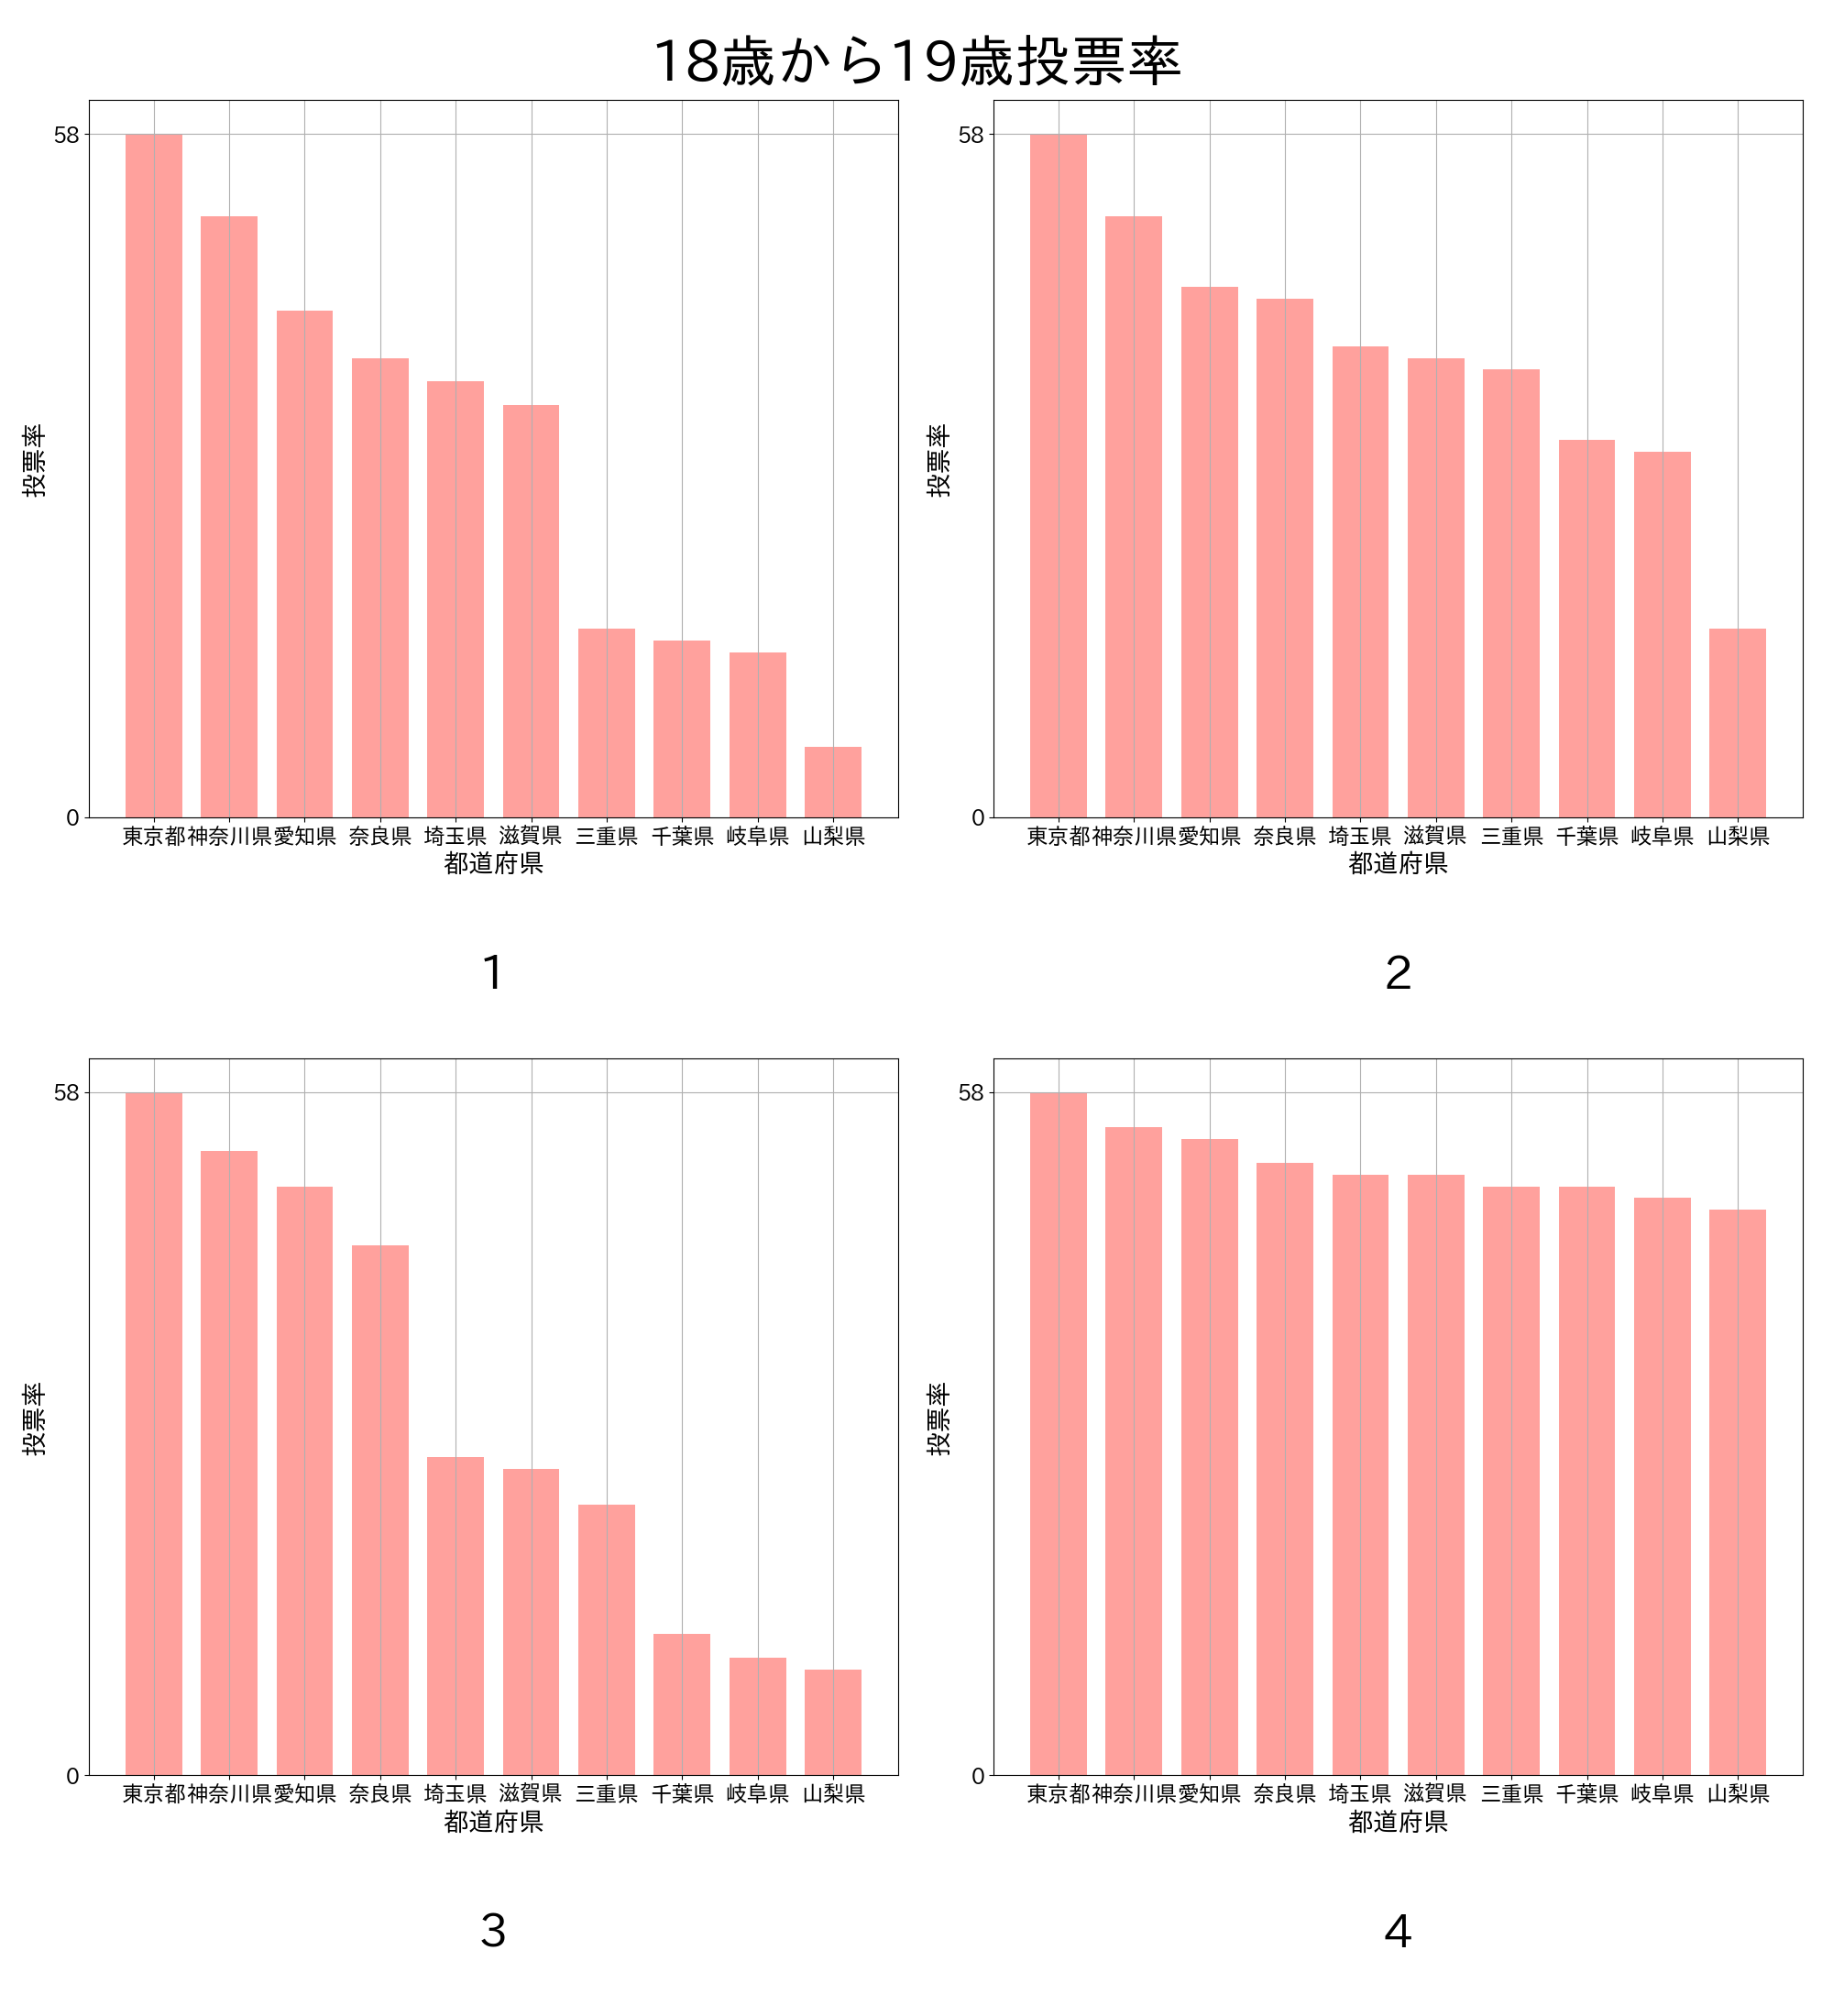 18歳から19歳投票率
58
0
投票率
東京都 神奈川県 愛知県 奈良県 埼玉県 滋賀県 三重県 千葉県 岐阜県 山梨県
都道府県
1
58
0
投票率
東京都 神奈川県 愛知県 奈良県 埼玉県 滋賀県 三重県 千葉県 岐阜県 山梨県
都道府県
2
58
0
投票率
東京都 神奈川県 愛知県 奈良県 埼玉県 滋賀県 三重県 千葉県 岐阜県 山梨県
都道府県
3
58
0
投票率
東京都 神奈川県 愛知県 奈良県 埼玉県 滋賀県 三重県 千葉県 岐阜県 山梨県
都道府県
4